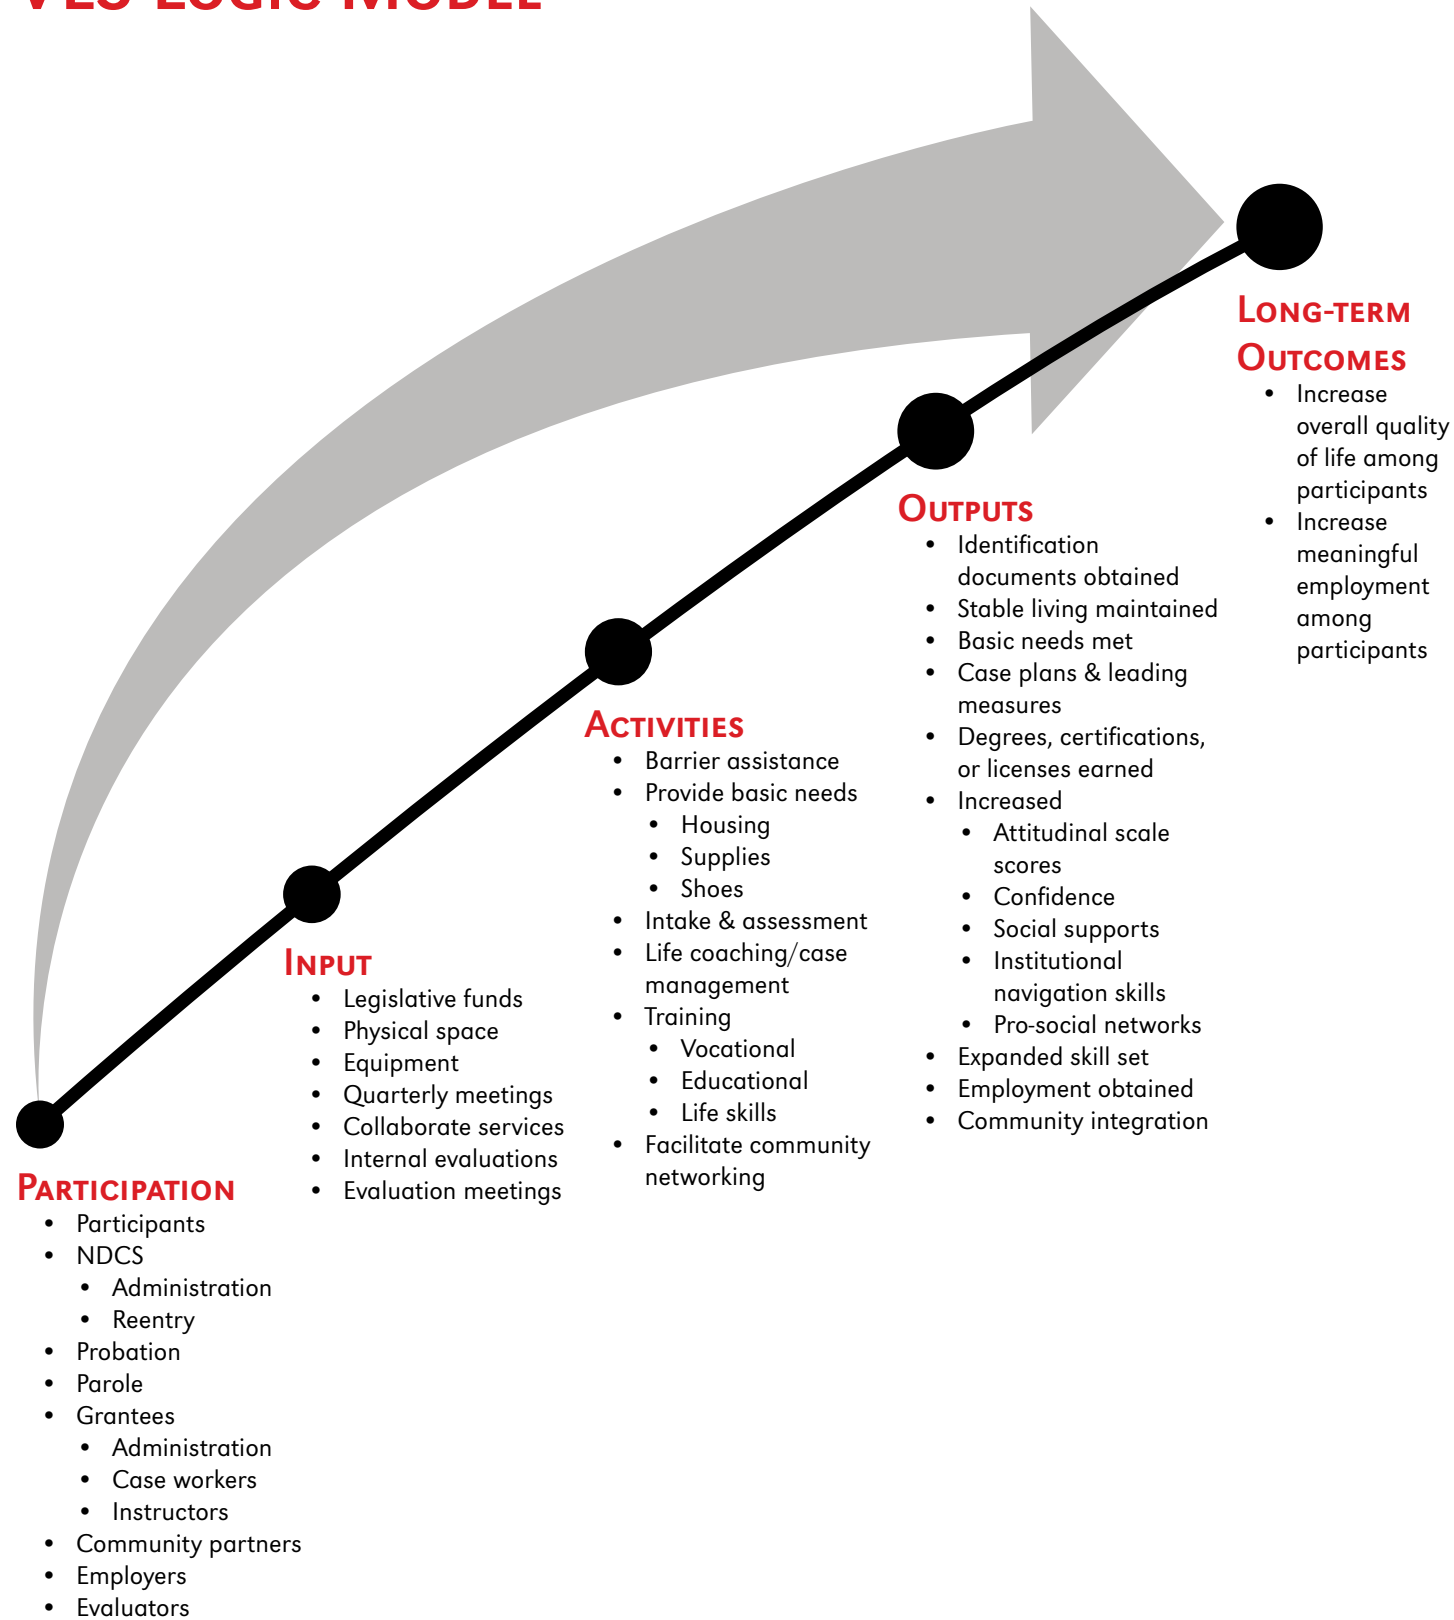 VLS LOGIC MODEL
PARTICIPATION
• Participants
• NDCS
• Administration
• Reentry
• Probation
• Parole
• Grantees
• Administration
• Case workers
• Instructors
• Community partners
• Employers
• Evaluators
INPUT
• Legislative funds
• Physical space
• Equipment
• Quarterly meetings
• Collaborate services
• Internal evaluations
• Evaluation meetings
ACTIVITIES
• Barrier assistance
• Provide basic needs
• Housing
• Supplies
• Shoes
• Intake & assessment
• Life coaching/case
management
• Training
• Vocational
• Educational
• Life skills
• Facilitate community
networking
OUTPUTS
• Identification
documents obtained
• Stable living maintained
• Basic needs met
• Case plans & leading
measures
• Degrees, certifications,
or licenses earned
• Increased
• Attitudinal scale
scores
• Confidence
• Social supports
• Institutional
navigation skills
• Pro-social networks
• Expanded skill set
• Employment obtained
• Community integration
LONG-TERM
OUTCOMES
• Increase
overall quality
of life among
participants
• Increase
meaningful
employment
among
participants